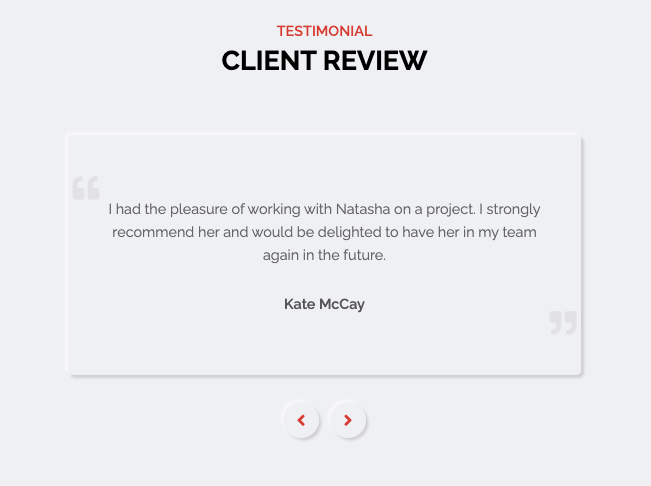 TESTIMONIAL
CLIENT REVIEW
“
I had the pleasure of working with Natasha on a project. I strongly
recommend her and would be delighted to have her in my team
again in the future.
Kate McCay
”